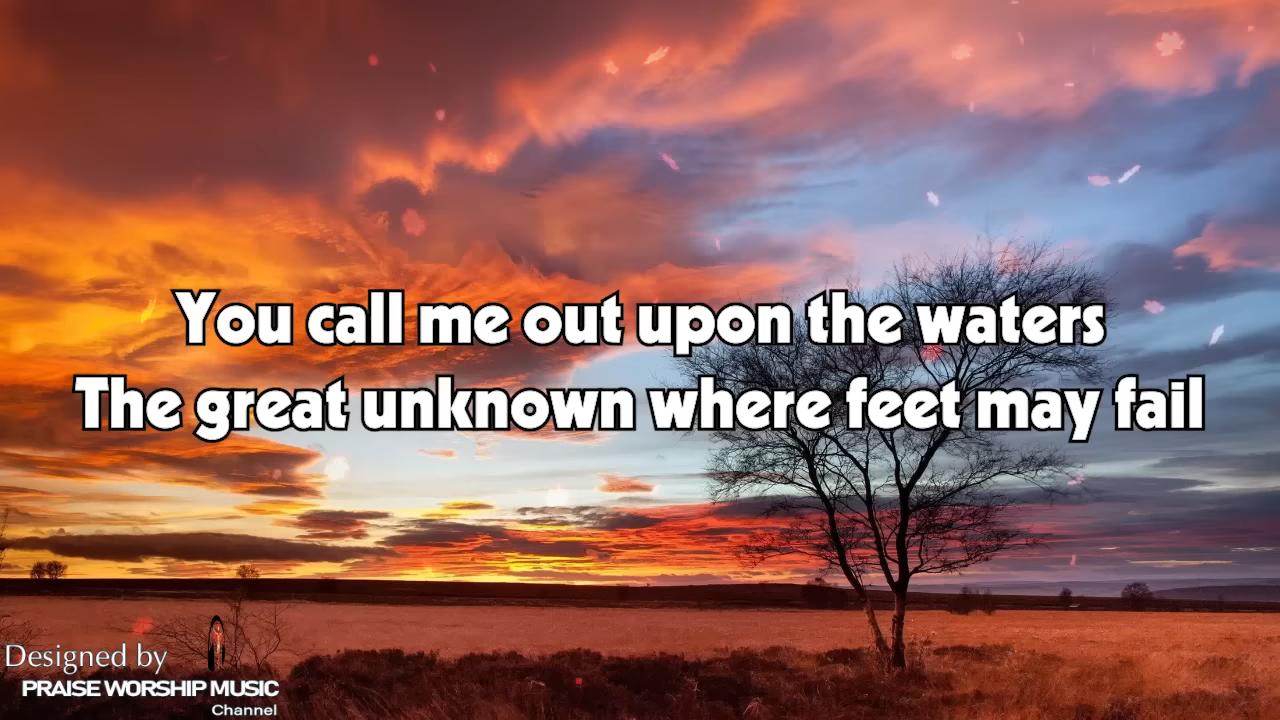 You call me out upon the waters
The great unknown where feet may fail
Designed by
PRAISE WORSHIP MUSIC
Channel